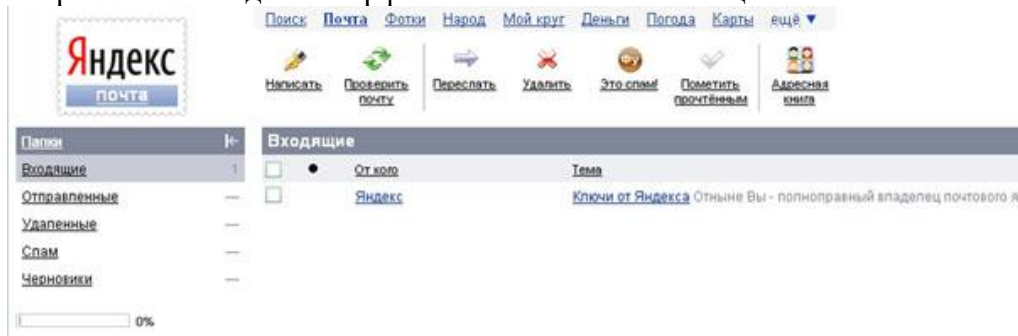 Поиск Почта Фотки Народ Мой круг Деньги Погода Карты ещё ▼
Яндекс
почта
Написать Проверить почту Переслать Удалить Это спам! Пометить прочтённым Адресная книга
Папки
Входящие 1
Отправленные —
Удаленные —
Спам —
Черновики —
0%
Входящие
От кого Тема
Яндекс Ключи от Яндекса Отныне Вы - полноправный владелец почтового